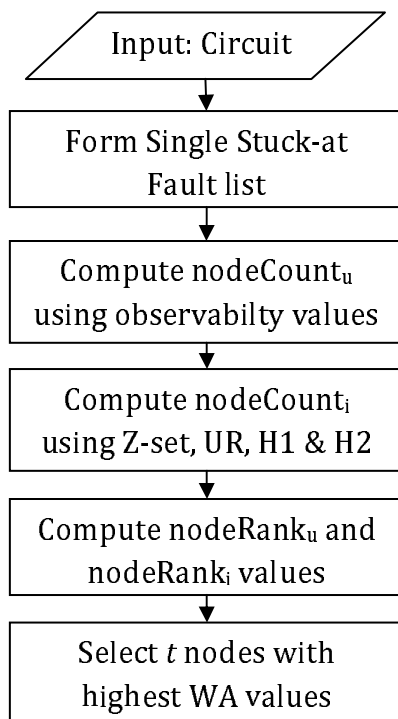 Input: Circuit
Form Single Stuck-at
Fault list
Compute nodeCountᵤ
using observabilty values
Compute nodeCountᵢ
using Z-set, UR, H1 & H2
Compute nodeRankᵤ and
nodeRankᵢ values
Select t nodes with
highest WA values